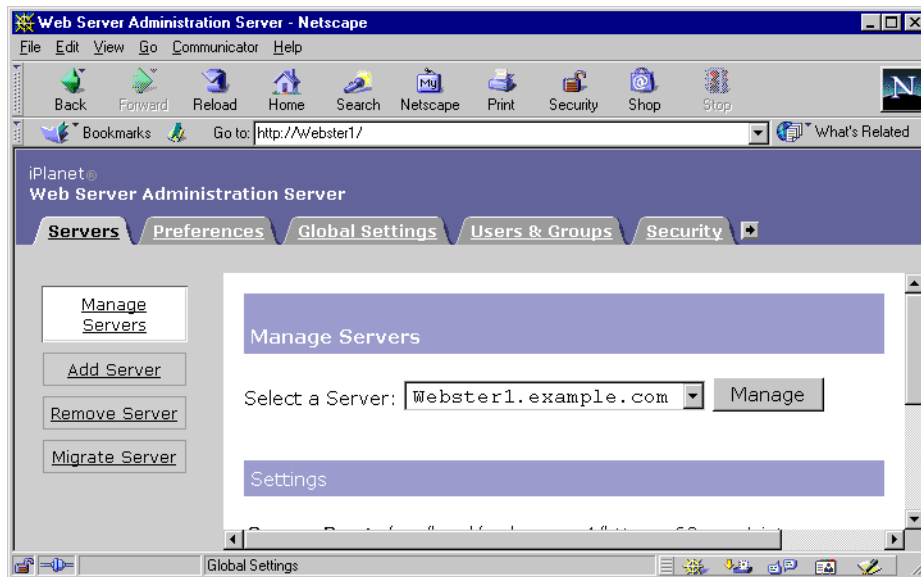 Web Server Administration Server - Netscape
File Edit View Go Communicator Help
My
Back Forward Reload Home Search Netscape Print Security Shop Stop
N
Bookmarks Go to: http://Webster1/ What's Related
iPlanet®
Web Server Administration Server
Servers Preferences Global Settings Users & Groups Security
Manage
Servers
Add Server
Remove Server
Migrate Server
Manage Servers
Select a Server: Webster1.example.com Manage
Settings
Global Settings